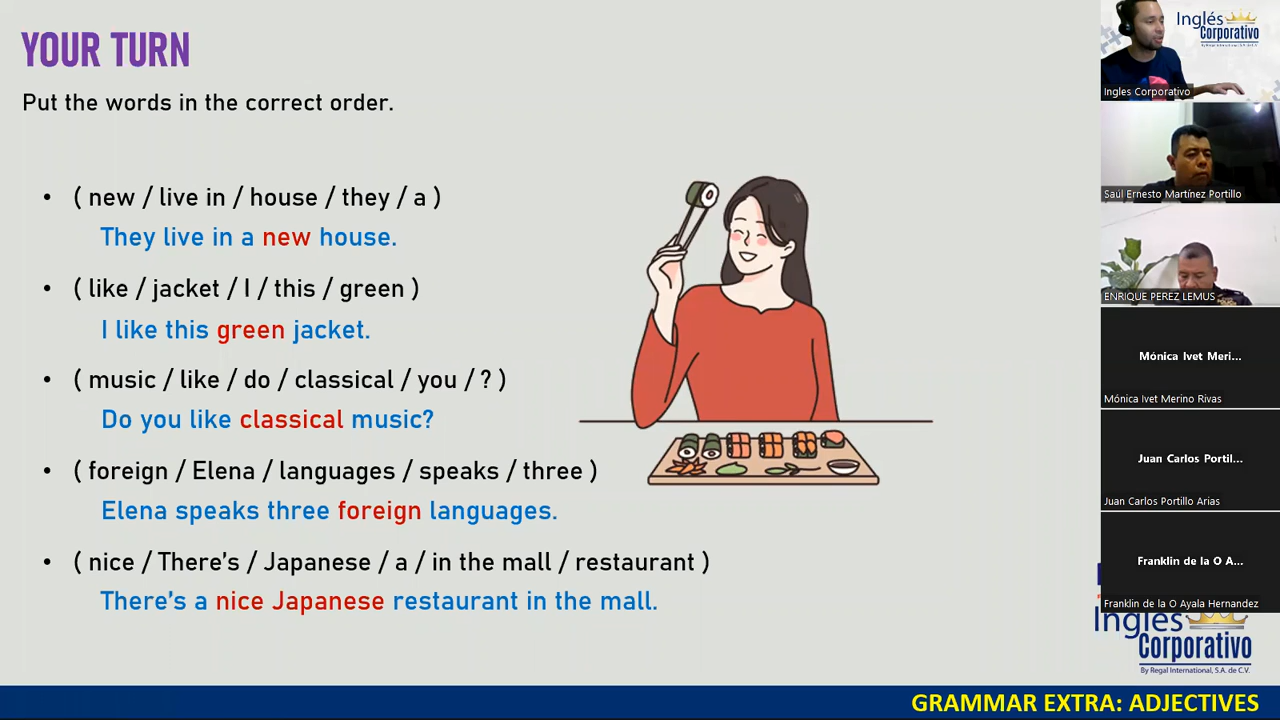 YOUR TURN
Put the words in the correct order.
• ( new / live in / house / they / a )
They live in a new house.
• ( like / jacket / I / this / green )
I like this green jacket.
• ( music / like / do / classical / you / ? )
Do you like classical music?
• ( foreign / Elena / languages / speaks / three )
Elena speaks three foreign languages.
• ( nice / There's / Japanese / a / in the mall / restaurant )
There's a nice Japanese restaurant in the mall.
Inglés
Corporativo
By Regal International, S.A. de C.V.
Ingles Corporativo
Saúl Ernesto Martínez Portillo
ENRIQUE PEREZ LEMUS
Mónica Ivet Meri...
Mónica Ivet Merino Rivas
Juan Carlos Portil...
Juan Carlos Portillo Arias
Franklin de la O A...
Franklin de la O Ayala Hernandez
Inglés
Corporativo
By Regal International, S.A. de C.V.
GRAMMAR EXTRA: ADJECTIVES